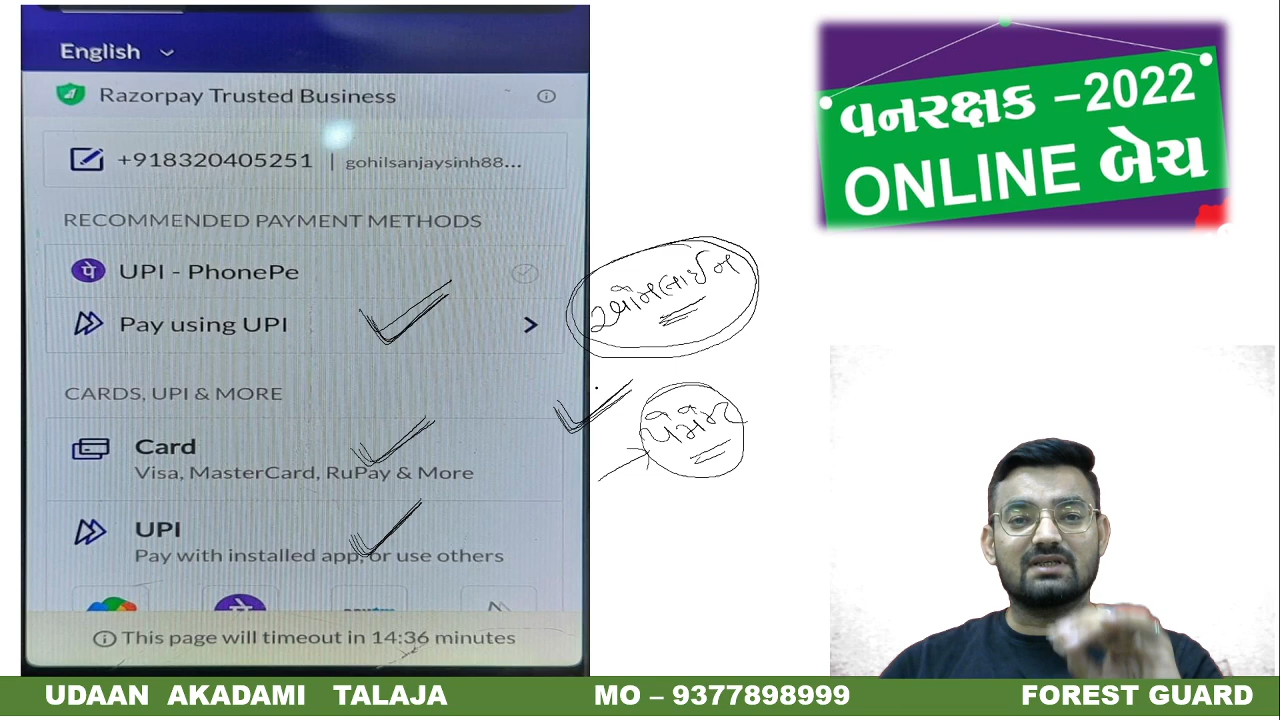 English
Razorpay Trusted Business
+918320405251 | gohilsanjaysinh88...
RECOMMENDED PAYMENT METHODS
UPI - PhonePe
Pay using UPI
CARDS, UPI & MORE
Card
Visa, MasterCard, RuPay & More
UPI
Pay with installed app, or use others
This page will timeout in 14:36 minutes
વનરક્ષક –2022
ONLINE બેચ
UDAAN AKADAMI TALAJA
MO – 9377898999
FOREST GUARD